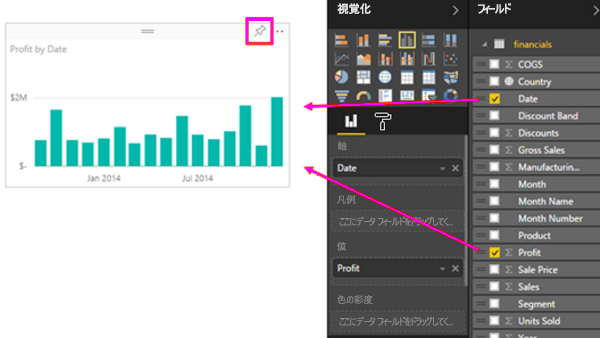 Profit by Date
$2M
$-
Jan 2014
Jul 2014
視覚化
軸
Date
凡例
ここにデータ フィールドをドラッグして...
値
Profit
色の彩度
ここにデータ フィールドをドラッグして...
フィールド
financials
COGS
Country
Date
Discount Band
Discounts
Gross Sales
Manufacturin...
Month
Month Name
Month Number
Product
Profit
Sale Price
Sales
Segment
Units Sold
Year